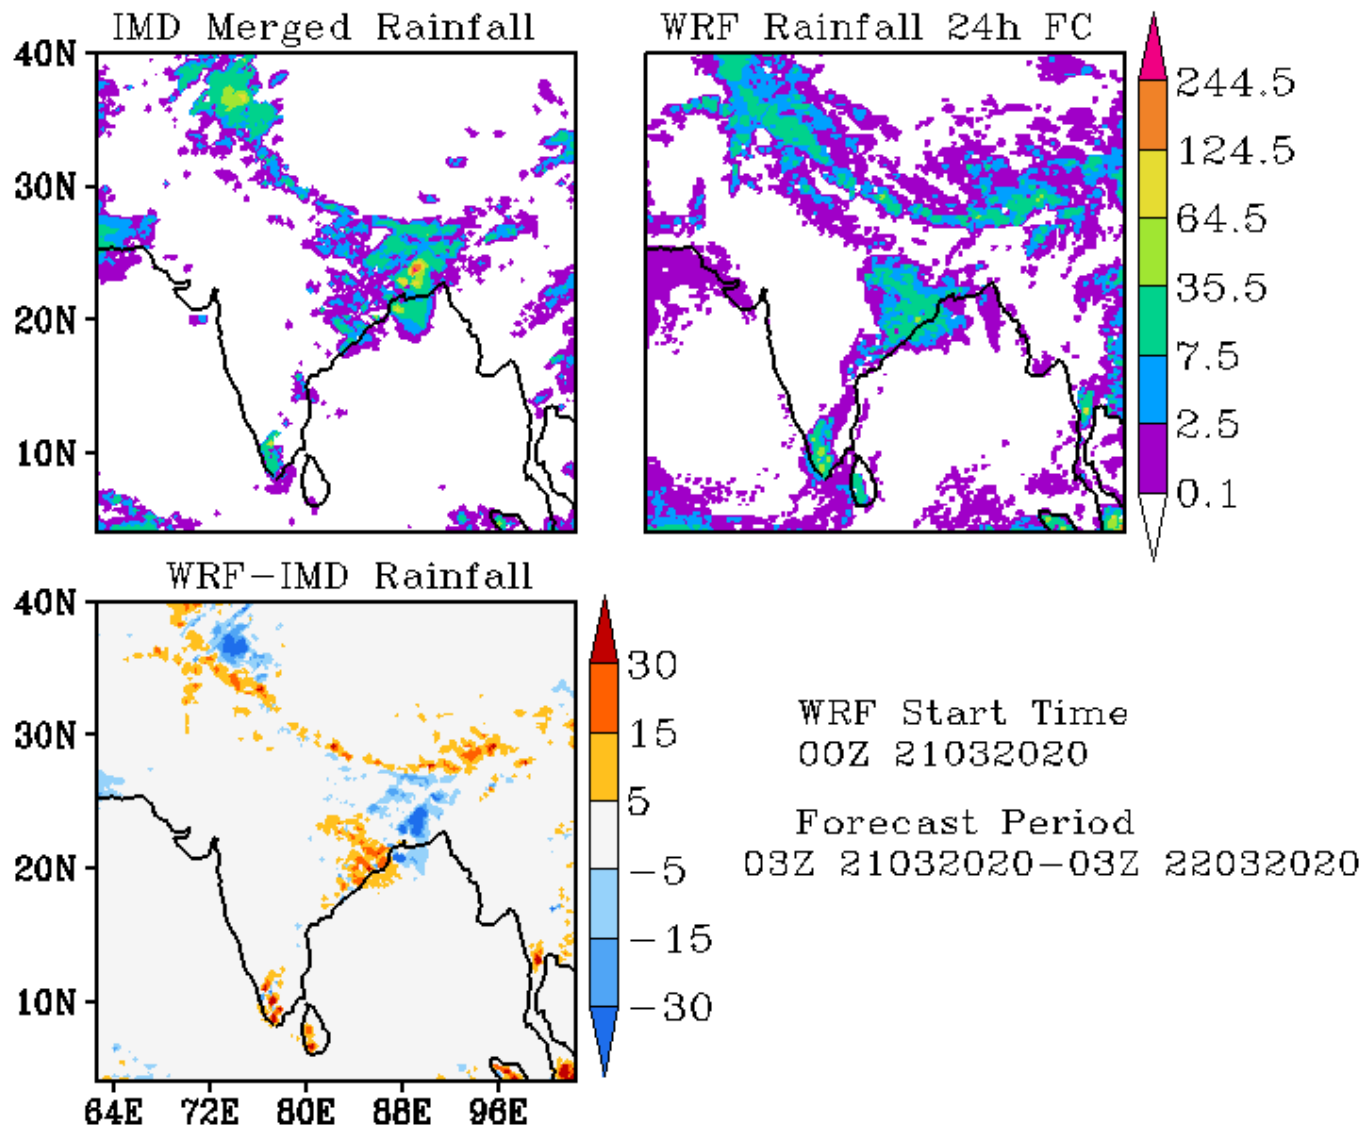 IMD Merged Rainfall
WRF Rainfall 24h FC
40N
30N
20N
10N
244.5
124.5
64.5
35.5
7.5
2.5
0.1
WRF-IMD Rainfall
40N
30N
20N
10N
64E 72E 80E 88E 96E
30
15
5
-5
-15
-30
WRF Start Time
00Z 21032020
Forecast Period
03Z 21032020-03Z 22032020